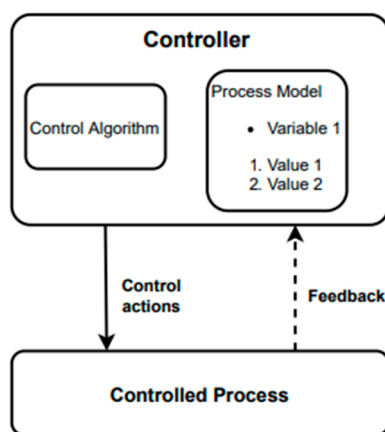 Controller
Control Algorithm
Process Model
• Variable 1
1. Value 1
2. Value 2
Control
actions
Feedback
Controlled Process